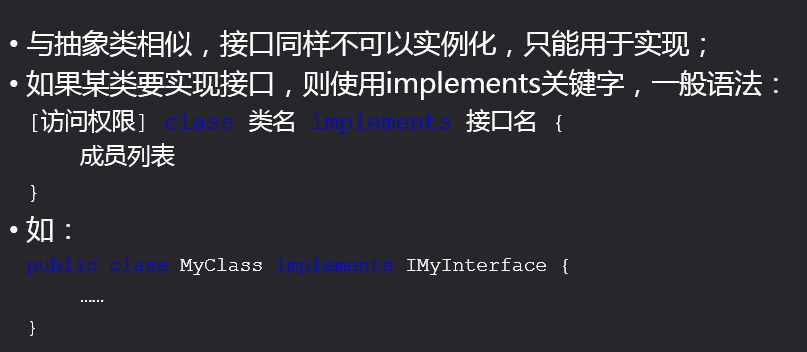 • 与抽象类相似，接口同样不可以实例化，只能用于实现；
• 如果某类要实现接口，则使用implements关键字，一般语法：
[访问权限] class 类名 implements 接口名 {
成员列表
}
• 如：
public class MyClass implements IMyInterface {
……
}